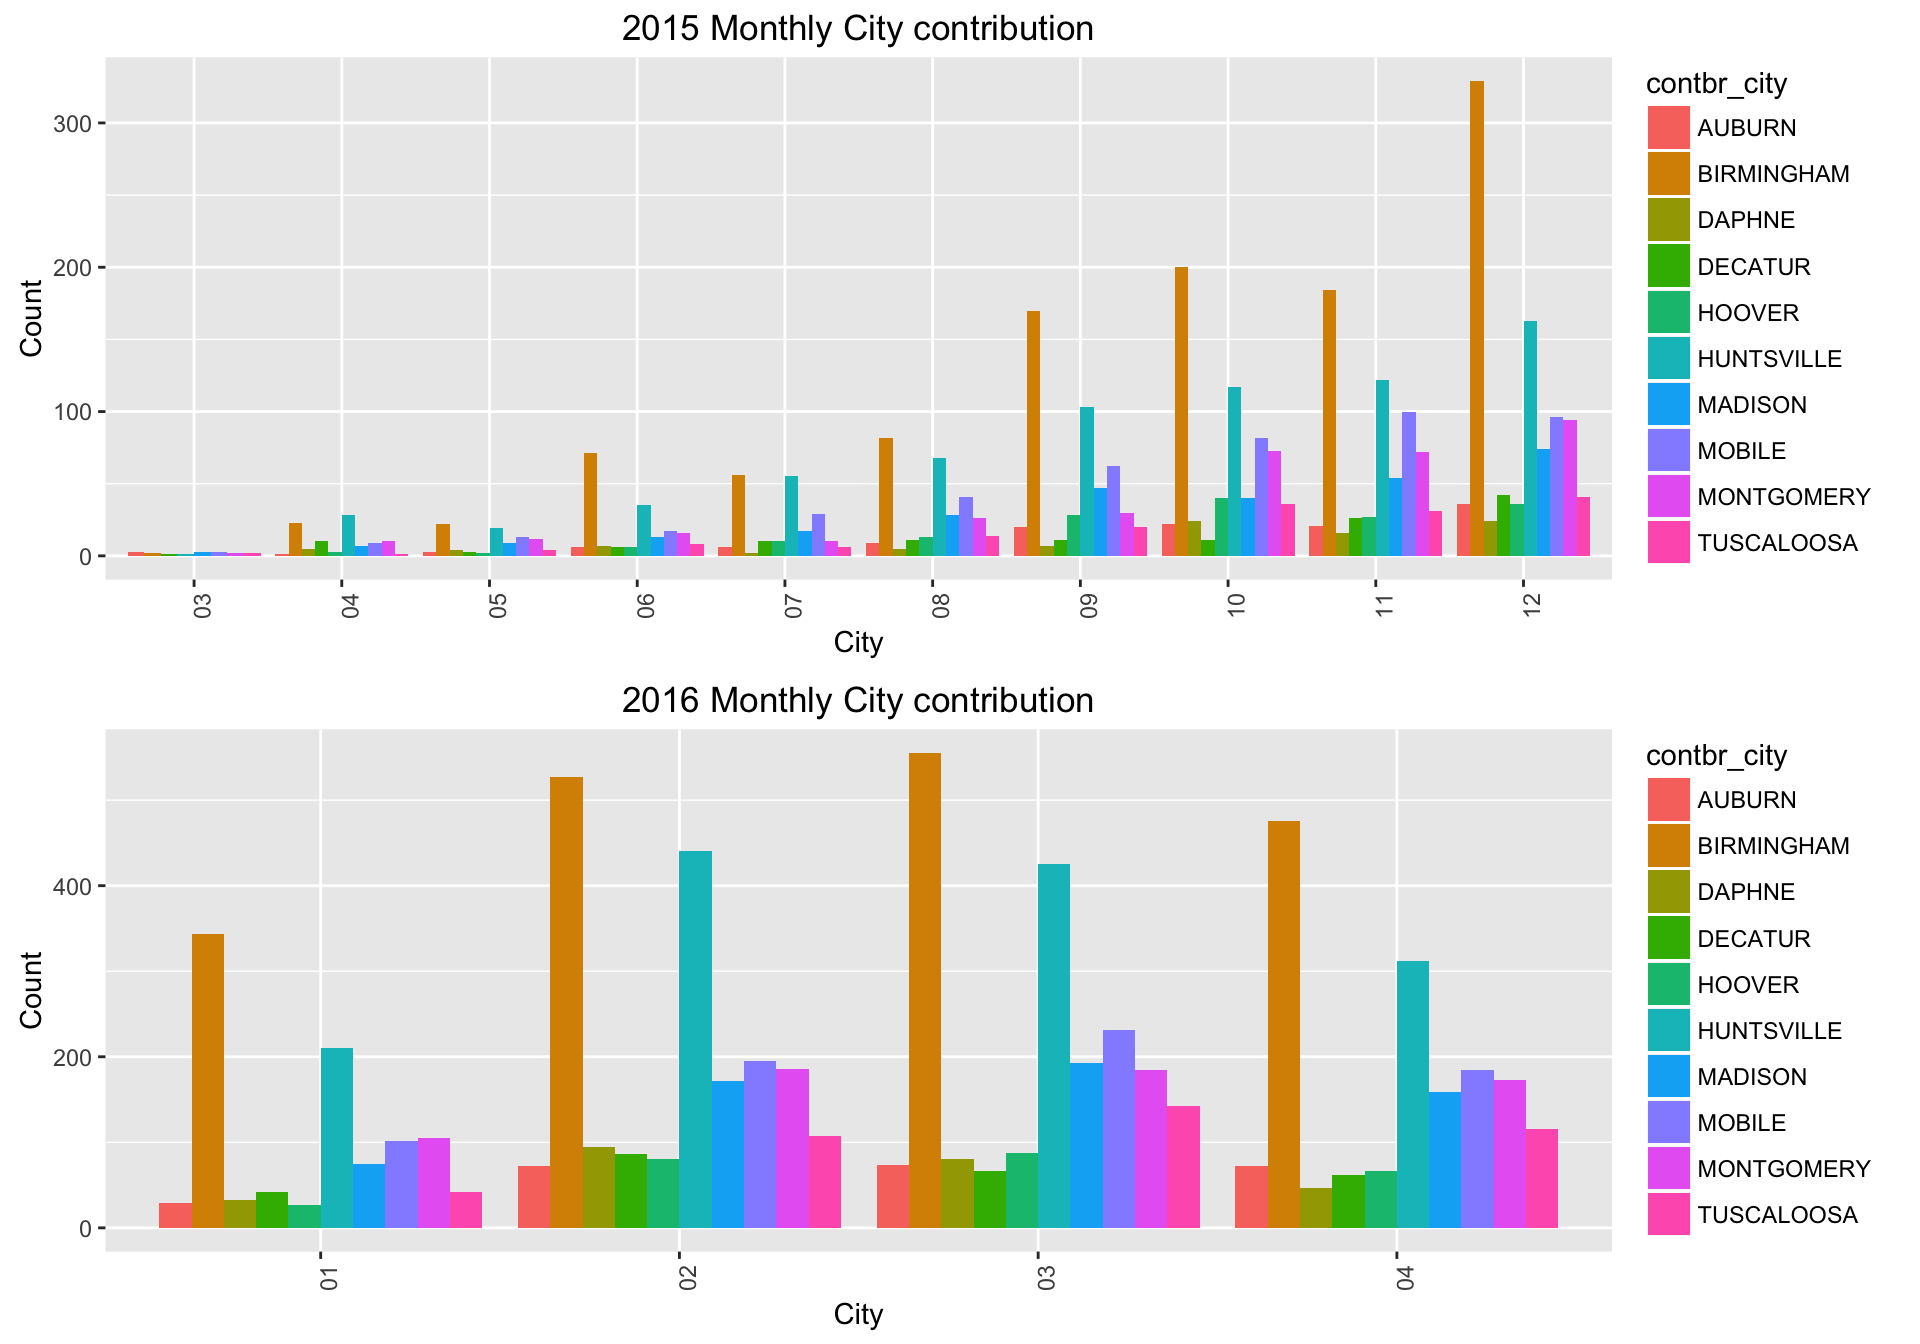 2015 Monthly City contribution
Count
300
200
100
0
03 04 05 06 07 08 09 10 11 12
City
contbr_city
AUBURN
BIRMINGHAM
DAPHNE
DECATUR
HOOVER
HUNTSVILLE
MADISON
MOBILE
MONTGOMERY
TUSCALOOSA
2016 Monthly City contribution
Count
400
200
0
01 02 03 04
City
contbr_city
AUBURN
BIRMINGHAM
DAPHNE
DECATUR
HOOVER
HUNTSVILLE
MADISON
MOBILE
MONTGOMERY
TUSCALOOSA